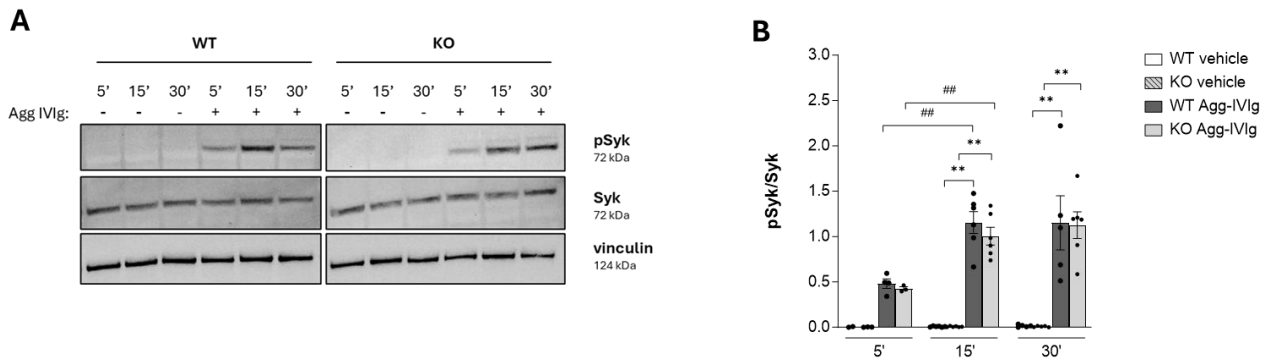 A
WT KO
5' 15' 30' 5' 15' 30' 5' 15' 30' 5' 15' 30'
Agg IVIg: - - - + + + - - - + + +
pSyk
72 kDa
Syk
72 kDa
vinculin
124 kDa
B
3.0
2.5
2.0
1.5
1.0
0.5
0.0
pSyk/Syk
##
##
**
**
**
**
5' 15' 30'
WT vehicle
KO vehicle
WT Agg-IVIg
KO Agg-IVIg